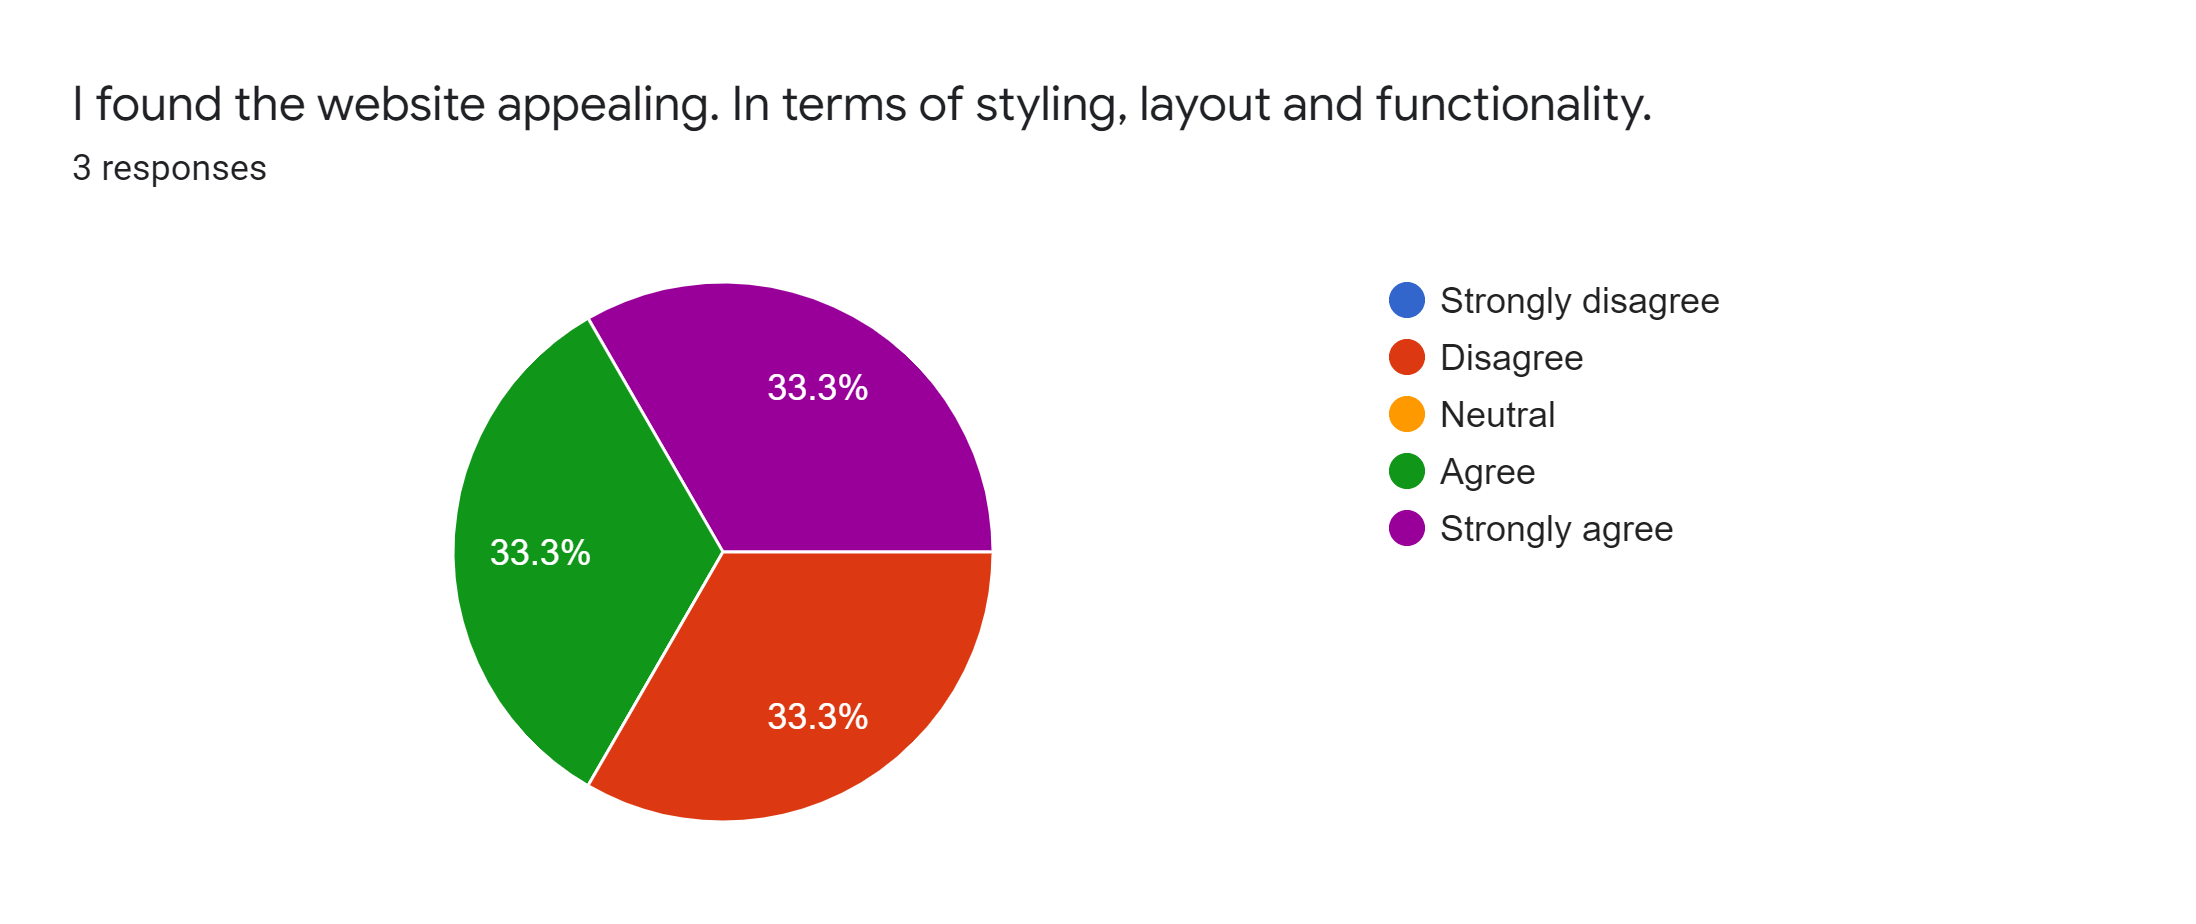 I found the website appealing. In terms of styling, layout and functionality.
3 responses
33.3%
33.3%
33.3%
Strongly disagree
Disagree
Neutral
Agree
Strongly agree